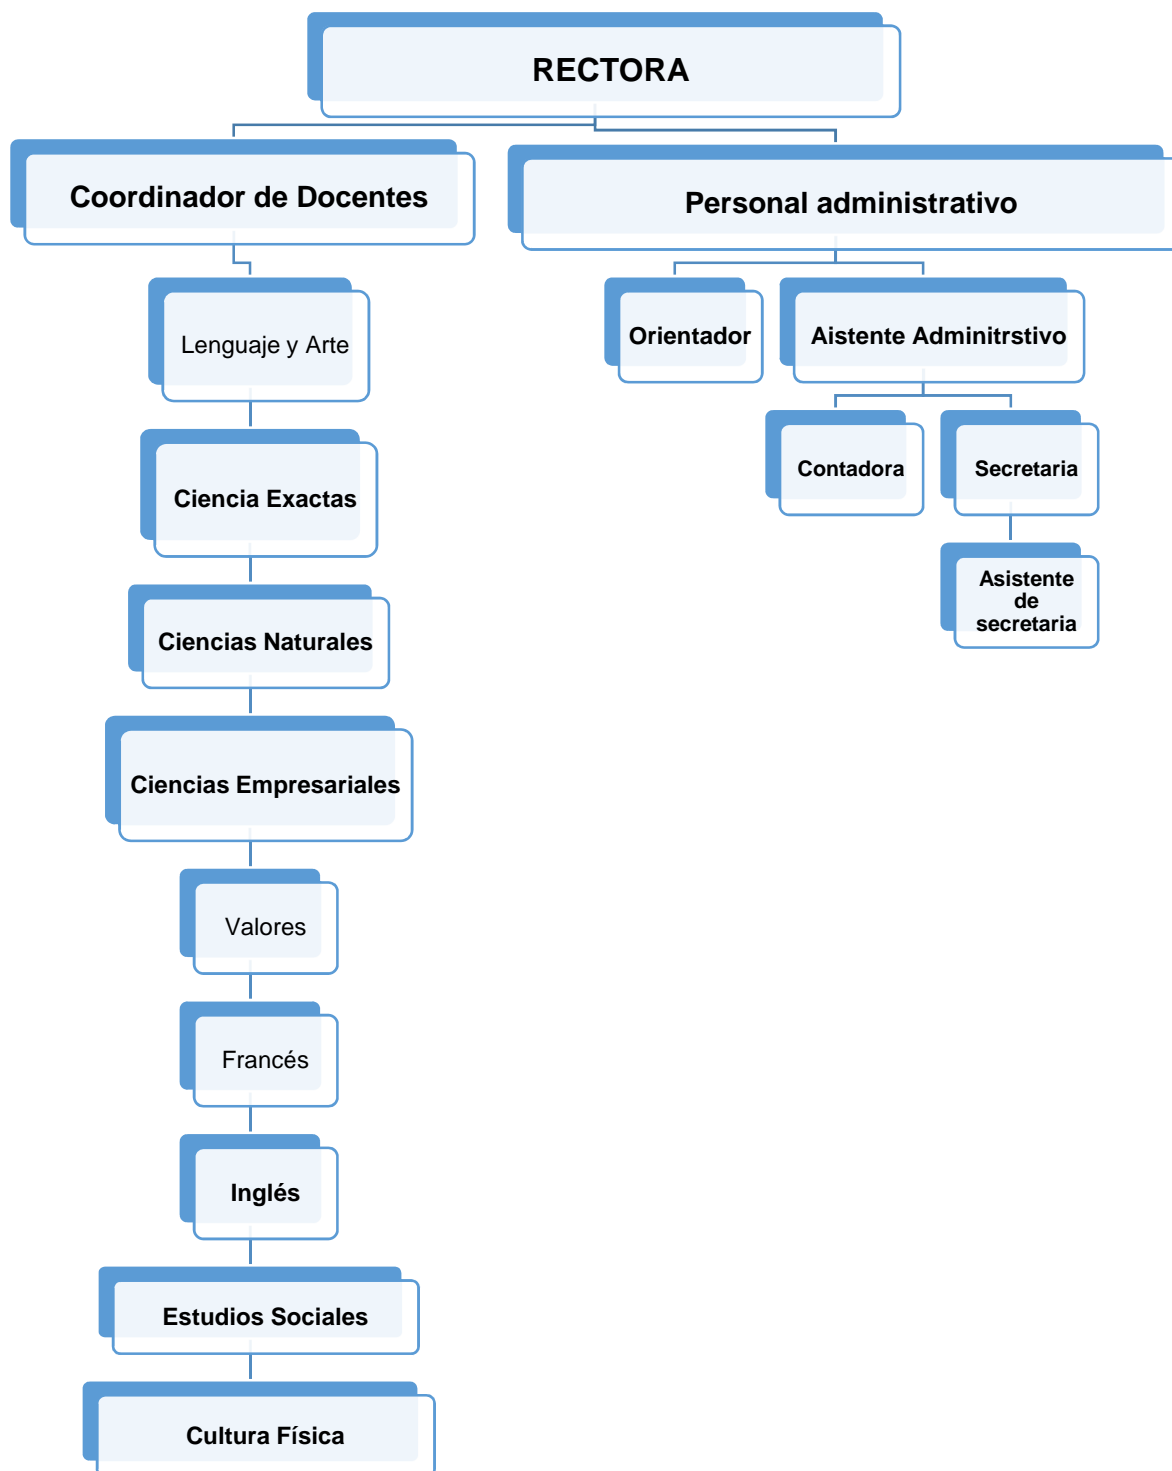 RECTORA
Coordinador de Docentes
Personal administrativo
Lenguaje y Arte
Orientador
Aistente Adminitrstivo
Ciencia Exactas
Contadora
Secretaria
Ciencias Naturales
Asistente
de
secretaria
Ciencias Empresariales
Valores
Francés
Inglés
Estudios Sociales
Cultura Física